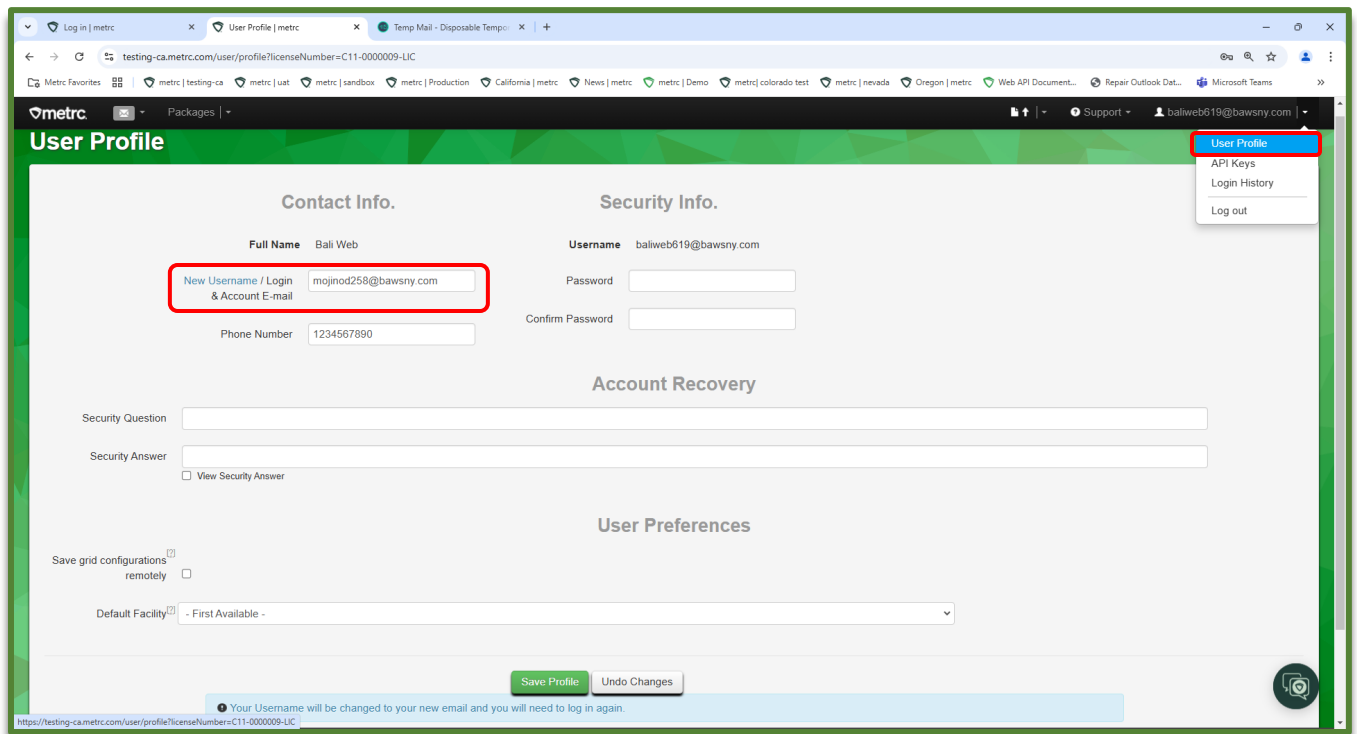 Log in | metrc
User Profile | metrc
Temp Mail - Disposable Tempo
testing-ca.metrc.com/user/profile?licenseNumber=C11-0000009-LIC
Metrc Favorites
metrc | testing-ca
metrc | uat
metrc | sandbox
metrc | Production
California | metrc
News | metrc
metrc | Demo
metrc| colorado test
metrc | nevada
Oregon | metrc
Web API Document...
Repair Outlook Dat...
Microsoft Teams
metrc.
Packages |
Support
baliweb619@bawsny.com |
User Profile
User Profile
API Keys
Login History
Log out
Contact Info.
Security Info.
Full Name Bali Web
Username baliweb619@bawsny.com
New Username / Login
& Account E-mail
mojinod258@bawsny.com
Password
Confirm Password
Phone Number 1234567890
Account Recovery
Security Question
Security Answer
View Security Answer
User Preferences
Save grid configurations [?]
remotely
Default Facility [?] - First Available -
Save Profile
Undo Changes
Your Username will be changed to your new email and you will need to log in again.
https://testing-ca.metrc.com/user/profile?licenseNumber=C11-0000009-LIC